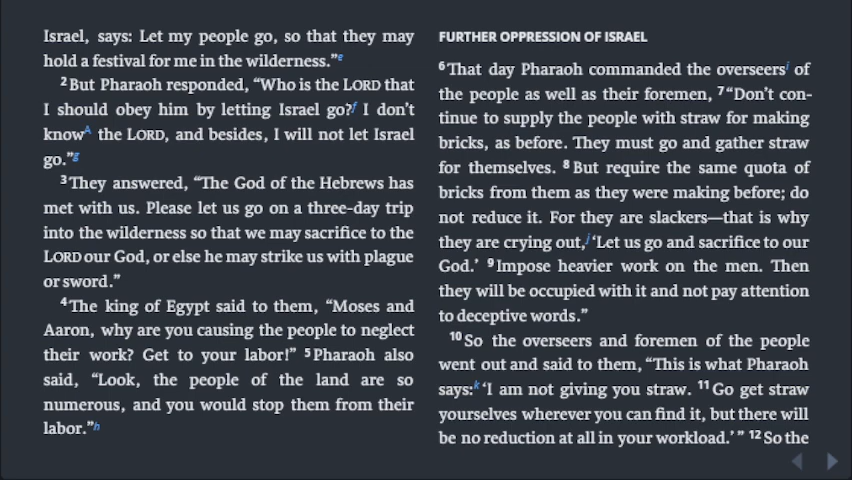 Israel, says: Let my people go, so that they may
hold a festival for me in the wilderness.”e
2 But Pharaoh responded, “Who is the LORD that
I should obey him by letting Israel go?f I don’t
knowA the LORD, and besides, I will not let Israel
go.”g
3 They answered, “The God of the Hebrews has
met with us. Please let us go on a three-day trip
into the wilderness so that we may sacrifice to the
LORD our God, or else he may strike us with plague
or sword.”
4 The king of Egypt said to them, “Moses and
Aaron, why are you causing the people to neglect
their work? Get to your labor!” 5 Pharaoh also
said, “Look, the people of the land are so
numerous, and you would stop them from their
labor.”h
FURTHER OPPRESSION OF ISRAEL
6 That day Pharaoh commanded the overseersi of
the people as well as their foremen, 7 “Don’t con-
tinue to supply the people with straw for making
bricks, as before. They must go and gather straw
for themselves. 8 But require the same quota of
bricks from them as they were making before; do
not reduce it. For they are slackers—that is why
they are crying out,j ‘Let us go and sacrifice to our
God.’ 9 Impose heavier work on the men. Then
they will be occupied with it and not pay attention
to deceptive words.”
10 So the overseers and foremen of the people
went out and said to them, “This is what Pharaoh
says:k ‘I am not giving you straw. 11 Go get straw
yourselves wherever you can find it, but there will
be no reduction at all in your workload.’ ” 12 So the